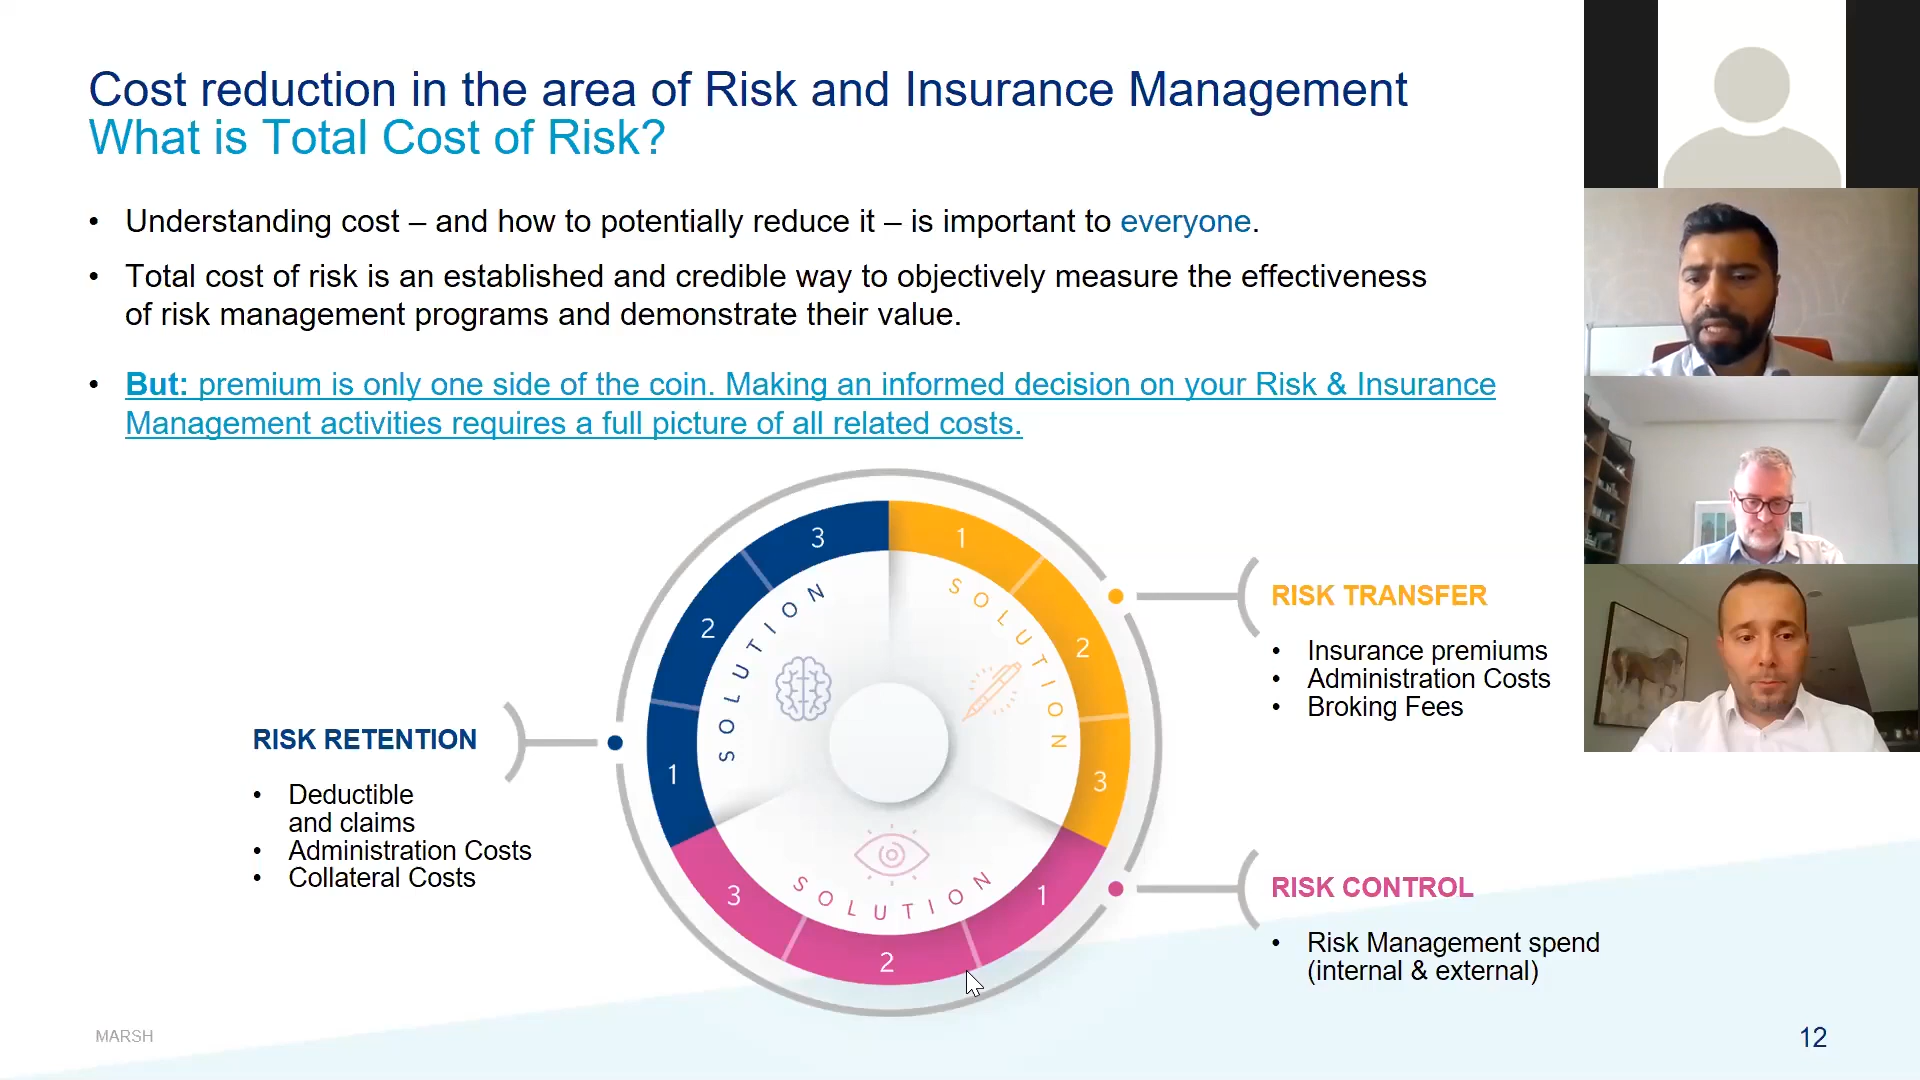 Cost reduction in the area of Risk and Insurance Management
What is Total Cost of Risk?
• Understanding cost – and how to potentially reduce it – is important to everyone.
• Total cost of risk is an established and credible way to objectively measure the effectiveness
of risk management programs and demonstrate their value.
• But: premium is only one side of the coin. Making an informed decision on your Risk & Insurance
Management activities requires a full picture of all related costs.
RISK RETENTION
• Deductible
and claims
• Administration Costs
• Collateral Costs
1
2
3
SOLUTION
1
2
3
SOLUTION
1
2
3
SOLUTION
RISK TRANSFER
• Insurance premiums
• Administration Costs
• Broking Fees
RISK CONTROL
• Risk Management spend
(internal & external)
MARSH
12